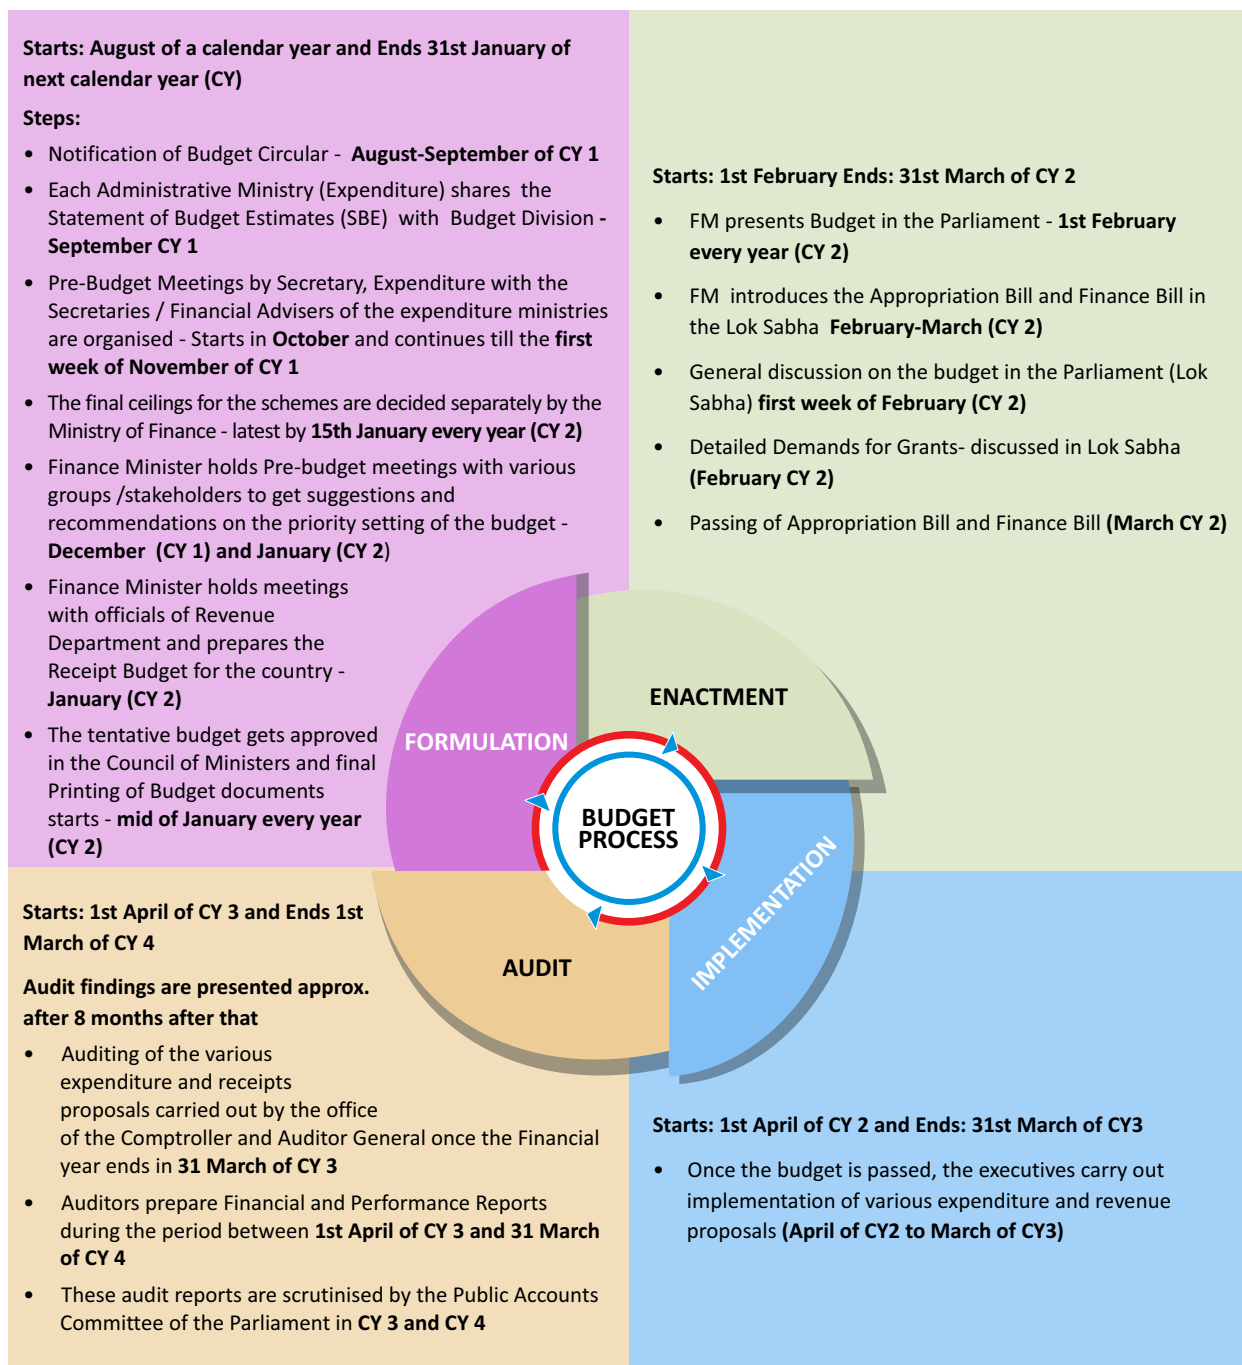 Starts: August of a calendar year and Ends 31st January of
next calendar year (CY)
Steps:
• Notification of Budget Circular - August-September of CY 1
• Each Administrative Ministry (Expenditure) shares the
Statement of Budget Estimates (SBE) with Budget Division -
September CY 1
• Pre-Budget Meetings by Secretary, Expenditure with the
Secretaries / Financial Advisers of the expenditure ministries
are organised - Starts in October and continues till the first
week of November of CY 1
• The final ceilings for the schemes are decided separately by the
Ministry of Finance - latest by 15th January every year (CY 2)
• Finance Minister holds Pre-budget meetings with various
groups /stakeholders to get suggestions and
recommendations on the priority setting of the budget -
December (CY 1) and January (CY 2)
• Finance Minister holds meetings
with officials of Revenue
Department and prepares the
Receipt Budget for the country -
January (CY 2)
• The tentative budget gets approved
in the Council of Ministers and final
Printing of Budget documents
starts - mid of January every year
(CY 2)
Starts: 1st February Ends: 31st March of CY 2
• FM presents Budget in the Parliament - 1st February
every year (CY 2)
• FM introduces the Appropriation Bill and Finance Bill in
the Lok Sabha February-March (CY 2)
• General discussion on the budget in the Parliament (Lok
Sabha) first week of February (CY 2)
• Detailed Demands for Grants- discussed in Lok Sabha
(February CY 2)
• Passing of Appropriation Bill and Finance Bill (March CY 2)
FORMULATION
ENACTMENT
BUDGET
PROCESS
IMPLEMENTATION
AUDIT
Starts: 1st April of CY 3 and Ends 1st
March of CY 4
Audit findings are presented approx.
after 8 months after that
• Auditing of the various
expenditure and receipts
proposals carried out by the office
of the Comptroller and Auditor General once the Financial
year ends in 31 March of CY 3
• Auditors prepare Financial and Performance Reports
during the period between 1st April of CY 3 and 31 March
of CY 4
• These audit reports are scrutinised by the Public Accounts
Committee of the Parliament in CY 3 and CY 4
Starts: 1st April of CY 2 and Ends: 31st March of CY3
• Once the budget is passed, the executives carry out
implementation of various expenditure and revenue
proposals (April of CY2 to March of CY3)